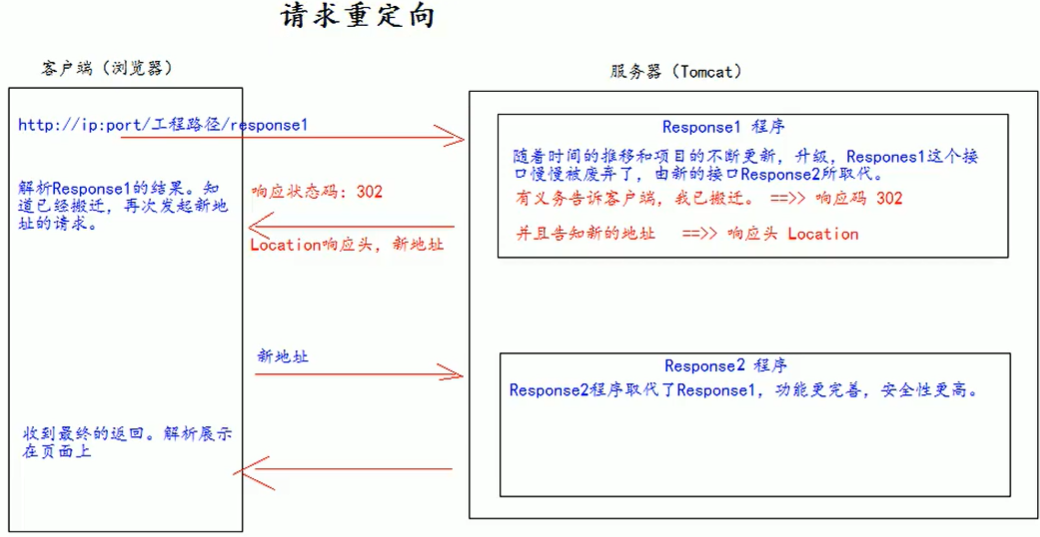 请求重定向
客户端（浏览器）
服务器（Tomcat）
http://ip:port/工程路径/response1
Response1 程序
随着时间的推移和项目的不断更新，升级，Respones1这个接
口慢慢被废弃了，由新的接口Response2所取代。
有义务告诉客户端，我已搬迁。 ==>> 响应码 302
并且告知新的地址 ==>> 响应头 Location
解析Response1的结果。知
道已经搬迁，再次发起新地
址的请求。
响应状态码：302
Location响应头，新地址
新地址
Response2 程序
Response2程序取代了Response1，功能更完善，安全性更高。
收到最终的返回。解析展示
在页面上